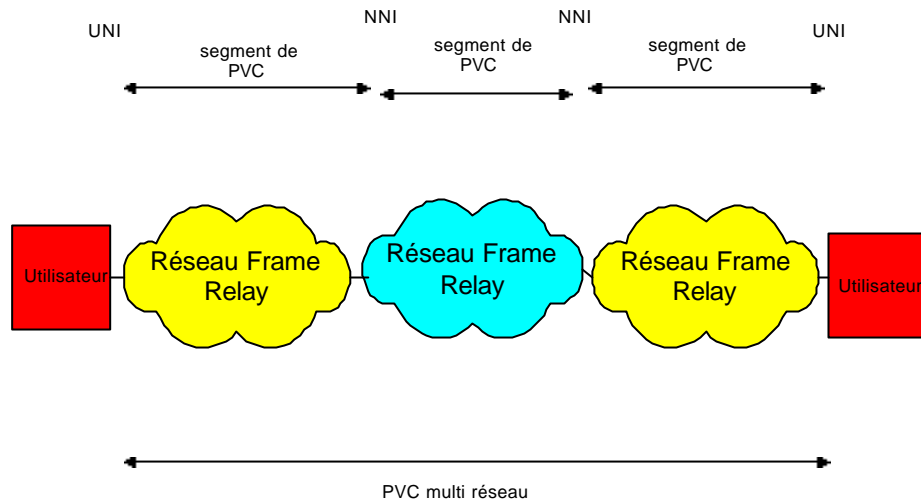 UNI
NNI
NNI
UNI
segment de
PVC
segment de
PVC
segment de
PVC
Utilisateur
Réseau Frame
Relay
Réseau Frame
Relay
Réseau Frame
Relay
Utilisateur
PVC multi réseau